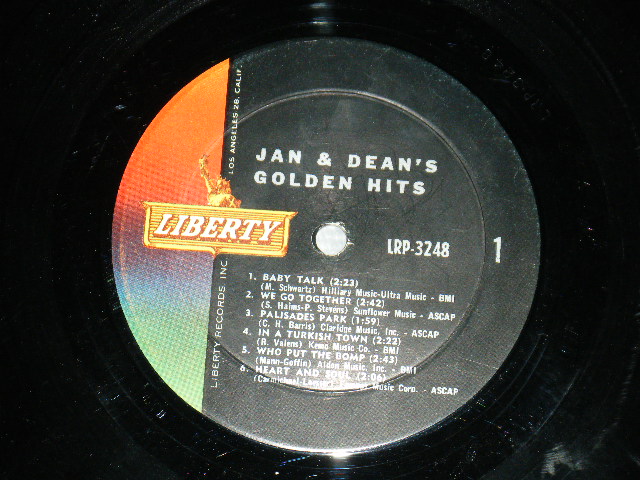 JAN & DEAN'S
GOLDEN HITS
LIBERTY
LRP-3248
1
1. BABY TALK (2:23)
(M. Schwartz) Hilliary Music-Ultra Music - BMI
2. WE GO TOGETHER (2:42)
(S. Haims-P. Stevens) Sunflower Music - ASCAP
3. PALISADES PARK (1:59)
(C. H. Barris) Claridge Music, Inc. - ASCAP
4. IN A TURKISH TOWN (2:22)
(R. Valens) Kemo Music Co. - BMI
5. WHO PUT THE BOMP (2:43)
(Mann-Goffin) Aldon Music, Inc. - BMI
6. HEART AND SOUL (2:06)
(Carmichael- Music Corp. - ASCAP
LIBERTY RECORDS, INC.
LOS ANGELES 28, CALIF.